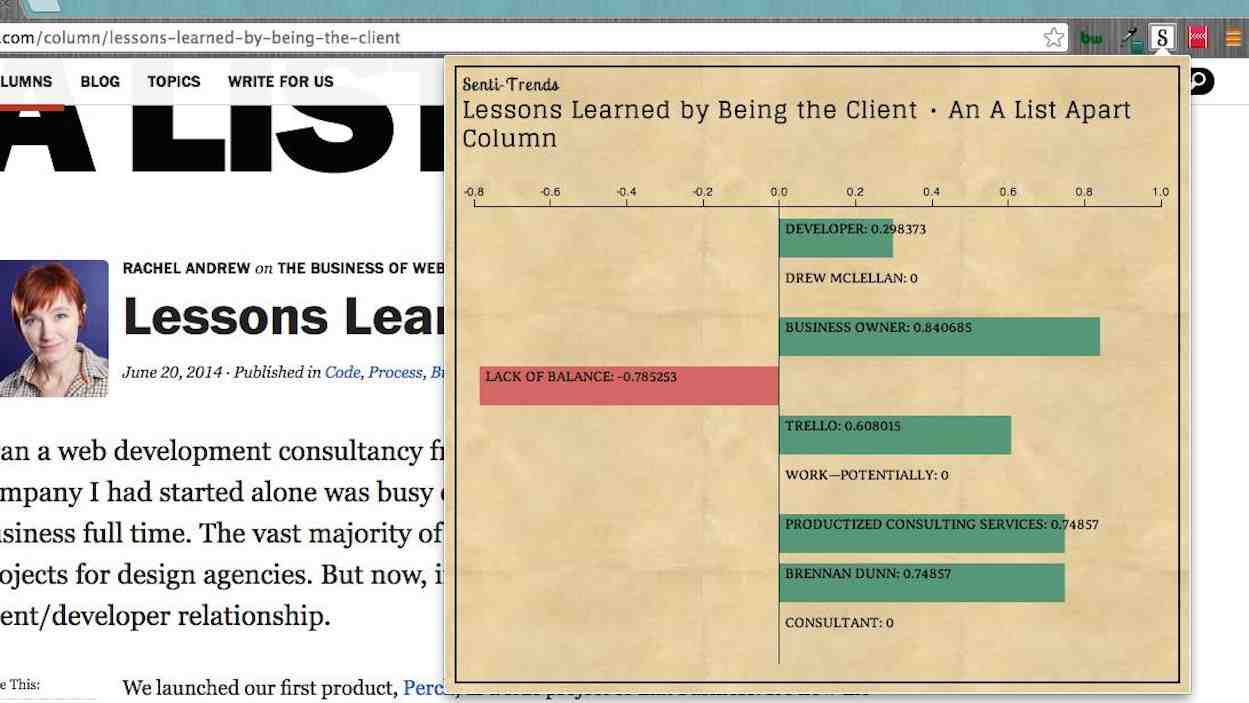 .com/column/lessons-learned-by-being-the-client
bw
S
LUMNS BLOG TOPICS WRITE FOR US
A LIST
Senti-Trends
Lessons Learned by Being the Client · An A List Apart
Column
-0.8 -0.6 -0.4 -0.2 0.0 0.2 0.4 0.6 0.8 1.0
DEVELOPER: 0.298373
DREW MCLELLAN: 0
BUSINESS OWNER: 0.840685
LACK OF BALANCE: -0.785253
TRELLO: 0.608015
WORK—POTENTIALLY: 0
PRODUCTIZED CONSULTING SERVICES: 0.74857
BRENNAN DUNN: 0.74857
CONSULTANT: 0
RACHEL ANDREW on THE BUSINESS OF WEB
Lessons Lear
June 20, 2014 · Published in Code, Process, B
an a web development consultancy f
mpany I had started alone was busy
siness full time. The vast majority of
ojects for design agencies. But now, i
ent/developer relationship.
e This:
We launched our first product, Perc